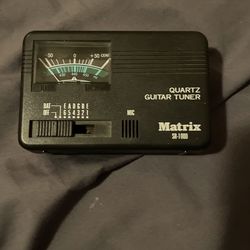 -50 0 +50 CENT
QUARTZ
GUITAR TUNER
BAT E A D G B E
OFF 6 5 4 3 2 1
MIC
Matrix
SR-1000